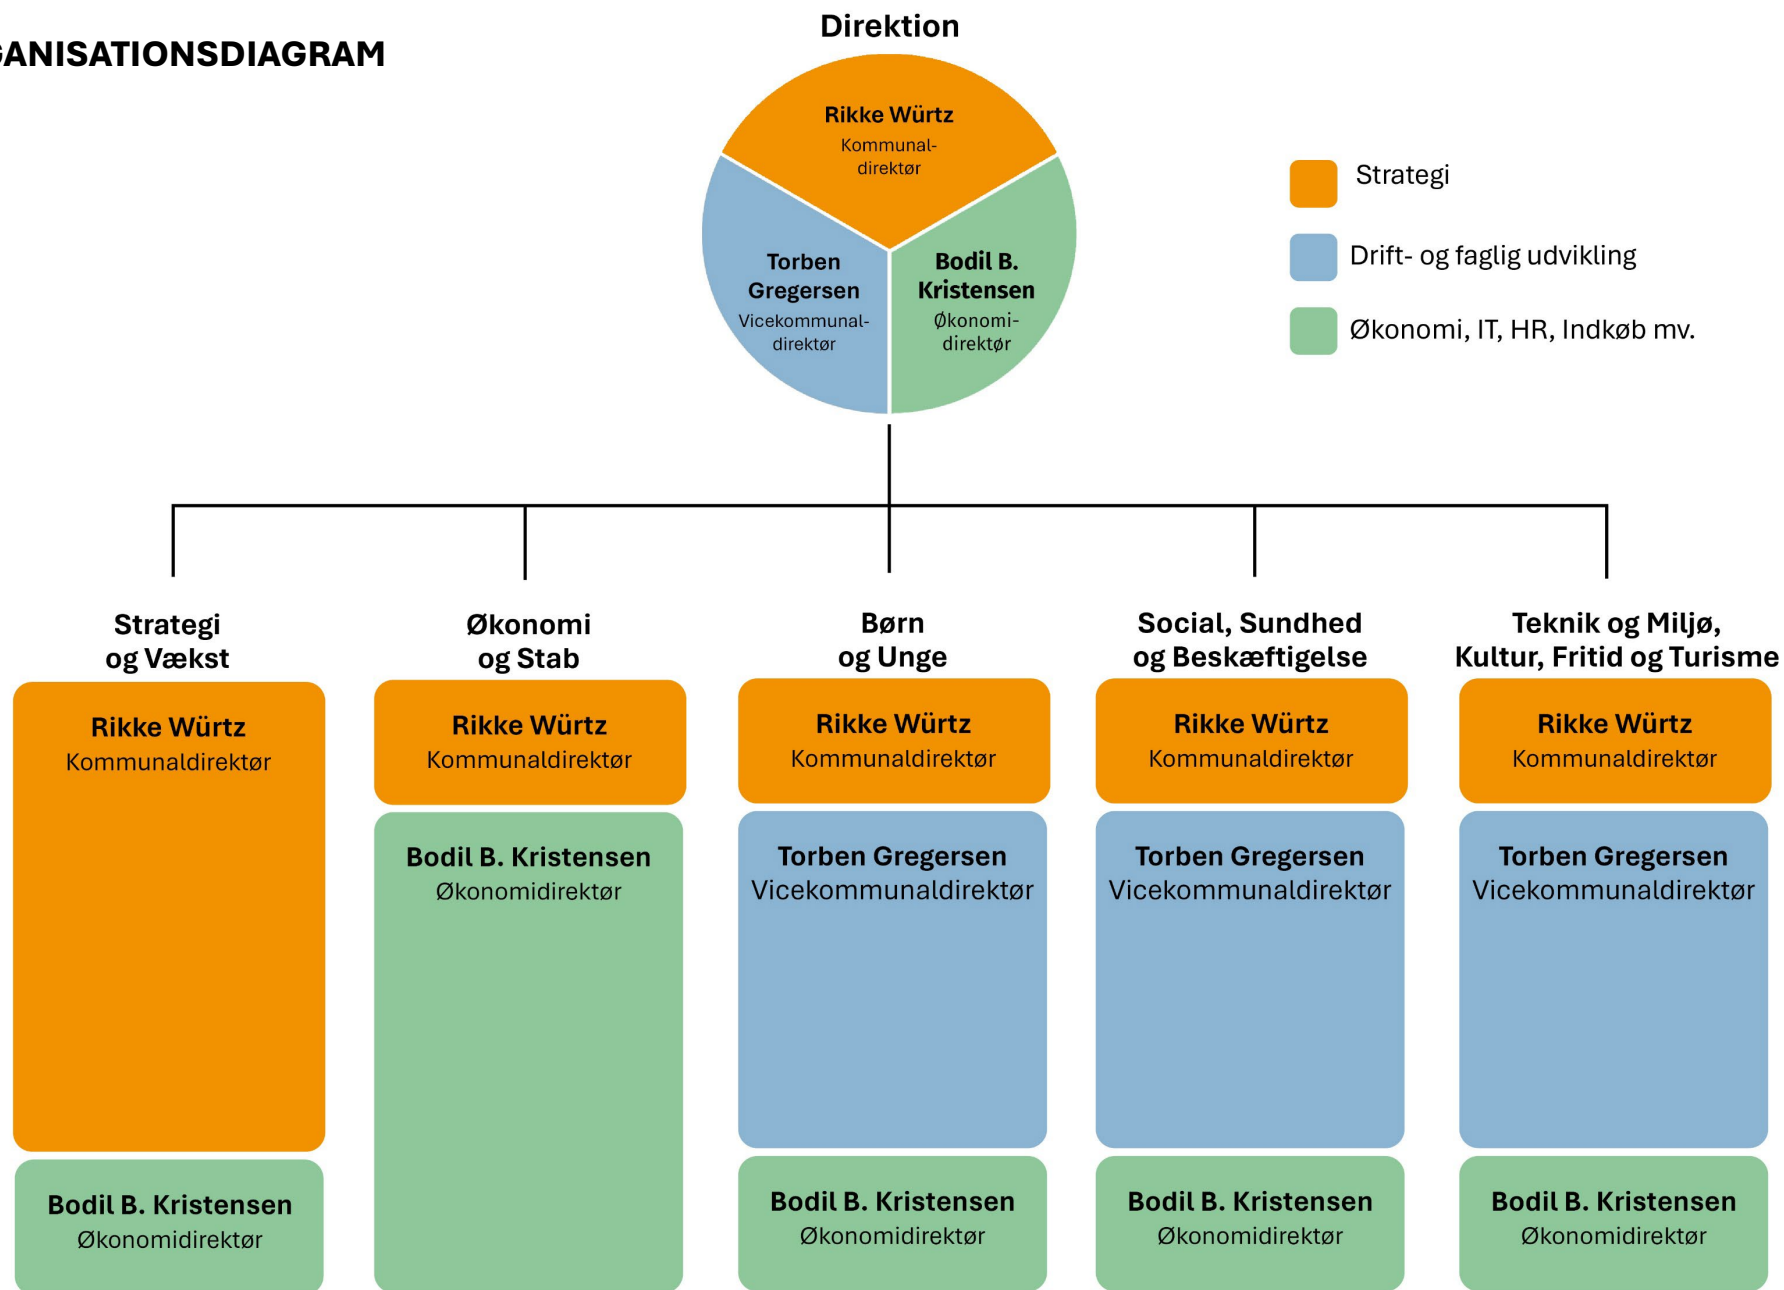 GANISATIONSDIAGRAM
Direktion
Rikke Würtz
Kommunal-
direktør
Torben
Gregersen
Vicekommunal-
direktør
Bodil B.
Kristensen
Økonomi-
direktør
Strategi
Drift- og faglig udvikling
Økonomi, IT, HR, Indkøb mv.
Strategi
og Vækst
Rikke Würtz
Kommunaldirektør
Bodil B. Kristensen
Økonomidirektør
Økonomi
og Stab
Rikke Würtz
Kommunaldirektør
Bodil B. Kristensen
Økonomidirektør
Børn
og Unge
Rikke Würtz
Kommunaldirektør
Torben Gregersen
Vicekommunaldirektør
Bodil B. Kristensen
Økonomidirektør
Social, Sundhed
og Beskæftigelse
Rikke Würtz
Kommunaldirektør
Torben Gregersen
Vicekommunaldirektør
Bodil B. Kristensen
Økonomidirektør
Teknik og Miljø,
Kultur, Fritid og Turisme
Rikke Würtz
Kommunaldirektør
Torben Gregersen
Vicekommunaldirektør
Bodil B. Kristensen
Økonomidirektør